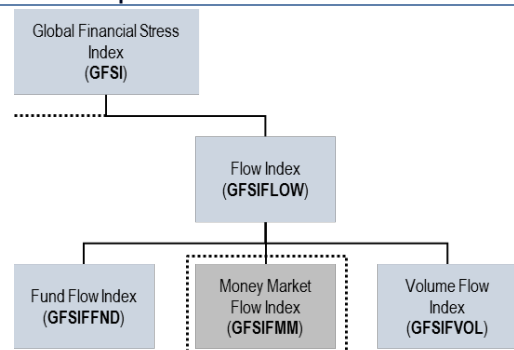 Global Financial Stress
Index
(GFSI)
Flow Index
(GFSIFLOW)
Fund Flow Index
(GFSIFFND)
Money Market
Flow Index
(GFSIFMM)
Volume Flow
Index
(GFSIFVOL)